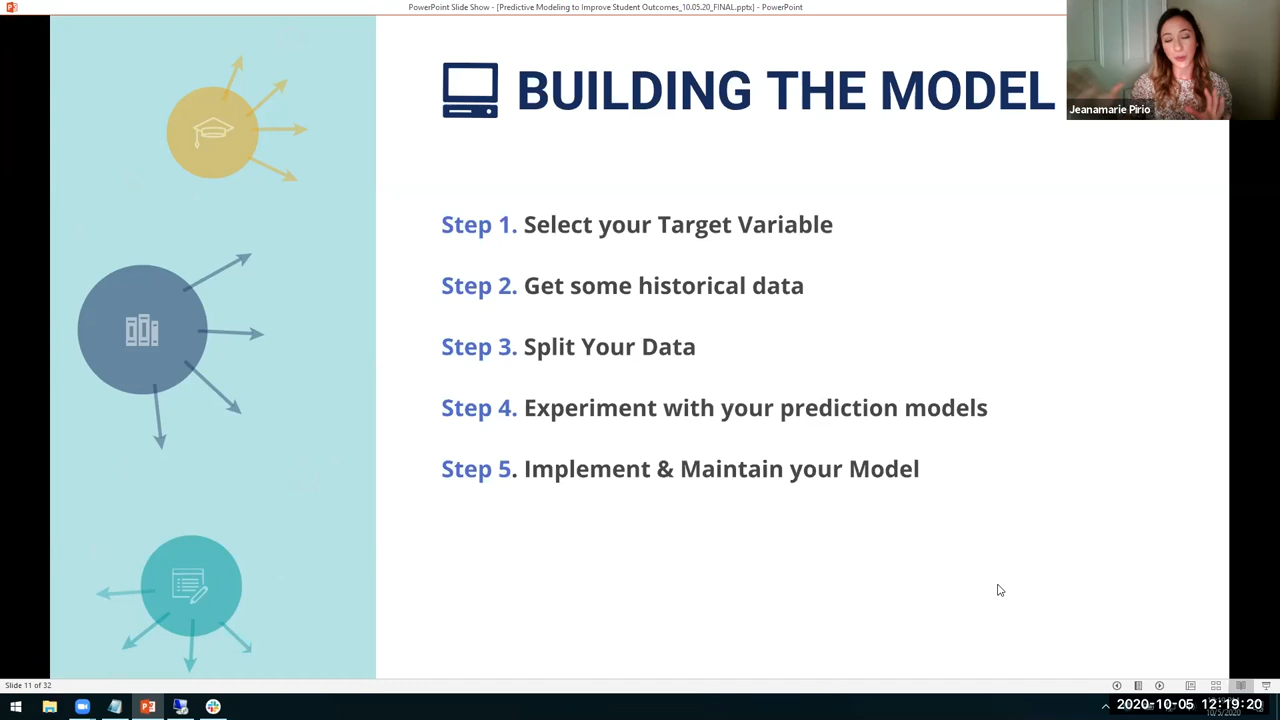 PowerPoint Slide Show - [Predictive Modeling to Improve Student Outcomes_10.05.20_FINAL.pptx] - PowerPoint
BUILDING THE MODEL
Jeanamarie Pirio
Step 1. Select your Target Variable
Step 2. Get some historical data
Step 3. Split Your Data
Step 4. Experiment with your prediction models
Step 5. Implement & Maintain your Model
Slide 11 of 32
2020-10-05 12:19:20
10/5/2020